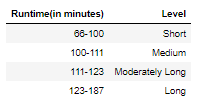 Runtime(in minutes) Level
66-100 Short
100-111 Medium
111-123 Moderately Long
123-187 Long